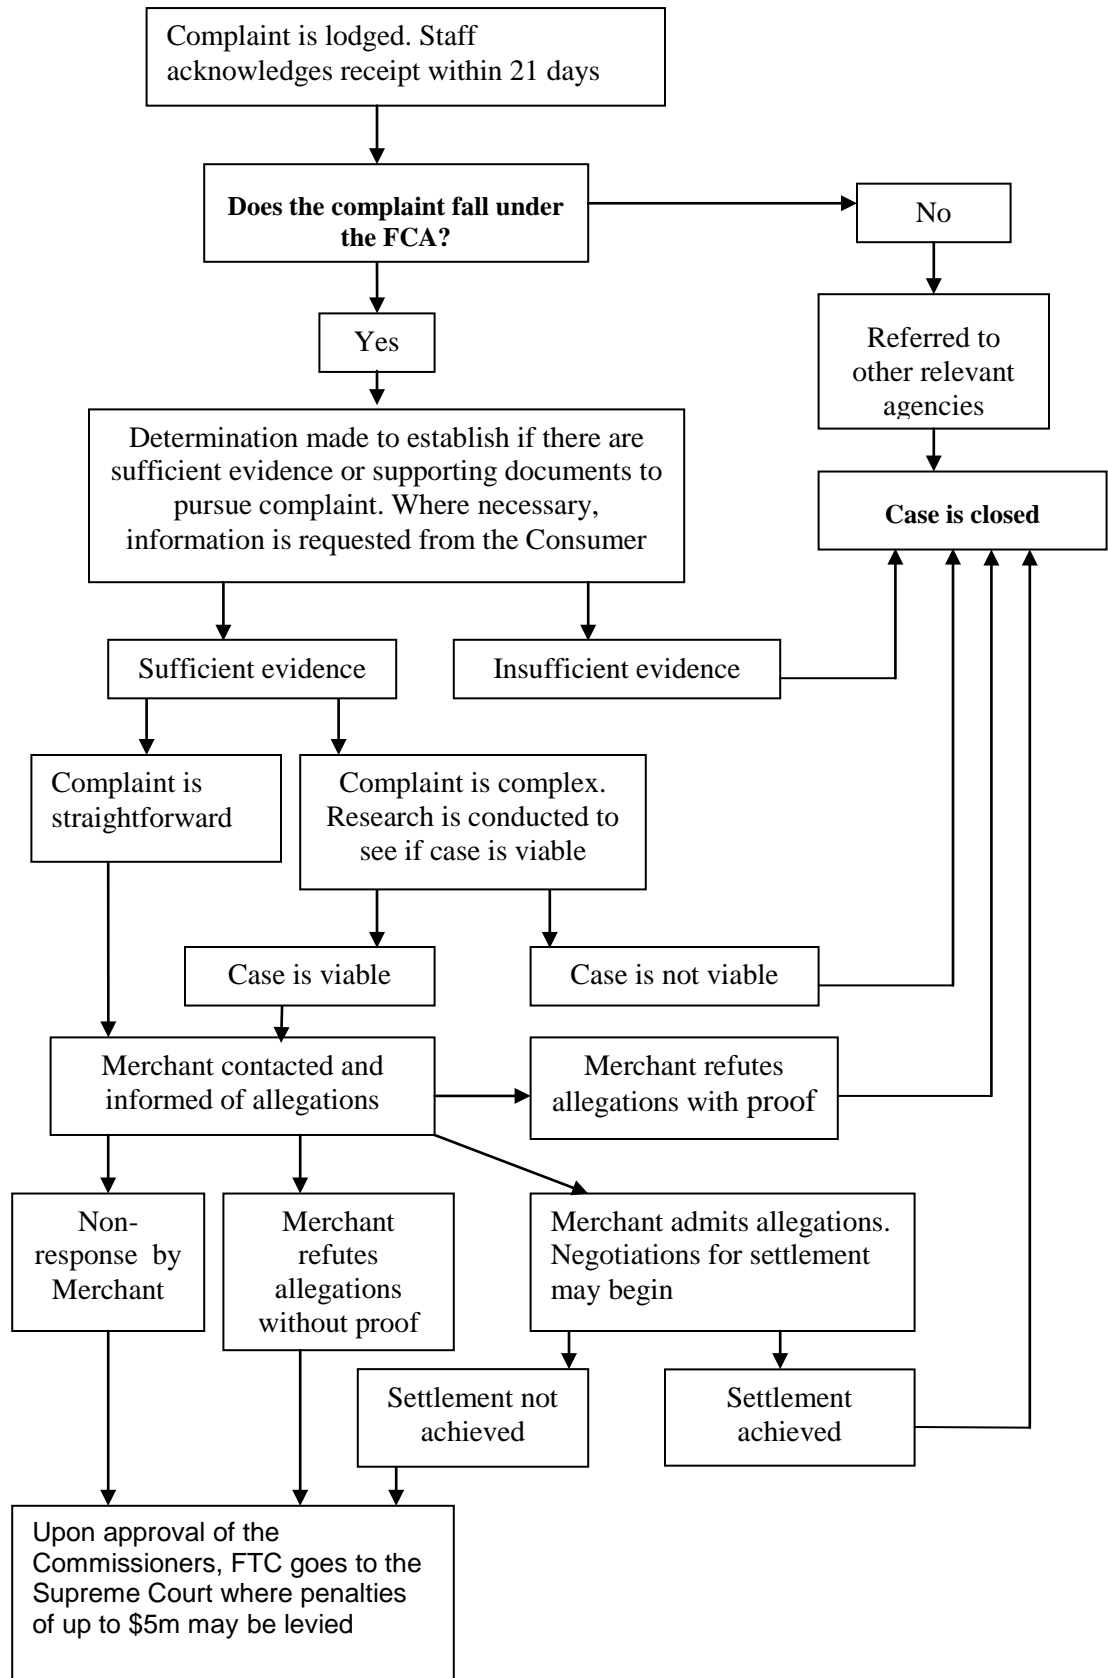 Complaint is lodged. Staff
acknowledges receipt within 21 days
Does the complaint fall under
the FCA?
No
Yes
Referred to
other relevant
agencies
Determination made to establish if there are
sufficient evidence or supporting documents to
pursue complaint. Where necessary,
information is requested from the Consumer
Case is closed
Sufficient evidence
Insufficient evidence
Complaint is
straightforward
Complaint is complex.
Research is conducted to
see if case is viable
Case is viable
Case is not viable
Merchant contacted and
informed of allegations
Merchant refutes
allegations with proof
Non-
response by
Merchant
Merchant
refutes
allegations
without proof
Merchant admits allegations.
Negotiations for settlement
may begin
Settlement not
achieved
Settlement
achieved
Upon approval of the
Commissioners, FTC goes to the
Supreme Court where penalties
of up to $5m may be levied